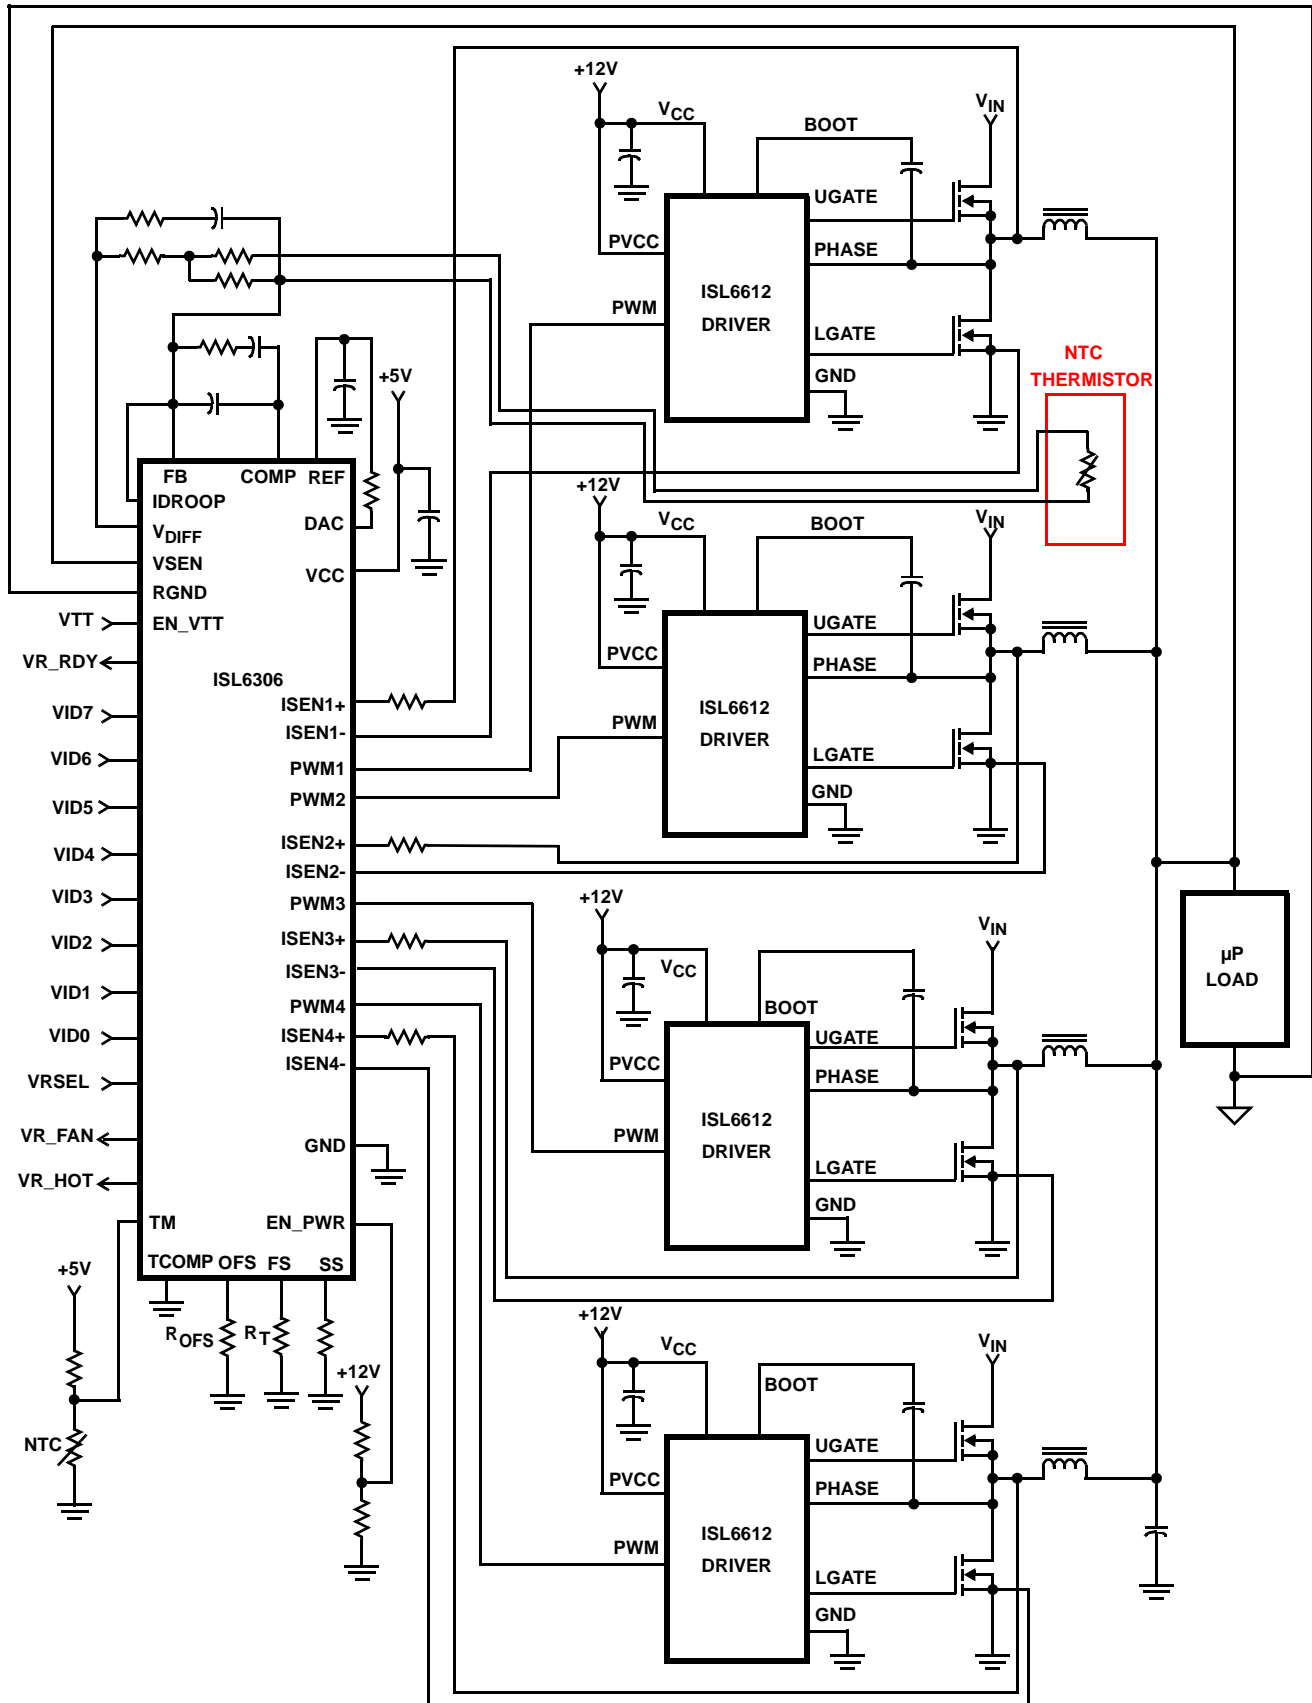 +12V
VCC
BOOT
VIN
UGATE
PVCC
PHASE
ISL6612
DRIVER
PWM
LGATE
GND
NTC
THERMISTOR
+5V
FB
COMP
REF
IDROOP
VDIFF
DAC
VSEN
VCC
RGND
VTT
EN_VTT
VR_RDY
ISL6306
VID7
ISEN1+
ISEN1-
VID6
PWM1
VID5
PWM2
VID4
ISEN2+
ISEN2-
VID3
PWM3
VID2
ISEN3+
ISEN3-
VID1
PWM4
VID0
ISEN4+
ISEN4-
VRSEL
VR_FAN
GND
VR_HOT
TM
EN_PWR
TCOMP
OFS
FS
SS
+5V
ROFS
RT
+12V
NTC
+12V
VCC
BOOT
VIN
UGATE
PVCC
PHASE
ISL6612
DRIVER
PWM
LGATE
GND
+12V
VCC
BOOT
VIN
UGATE
PVCC
PHASE
ISL6612
DRIVER
PWM
LGATE
GND
µP
LOAD
+12V
VCC
BOOT
VIN
UGATE
PVCC
PHASE
ISL6612
DRIVER
PWM
LGATE
GND